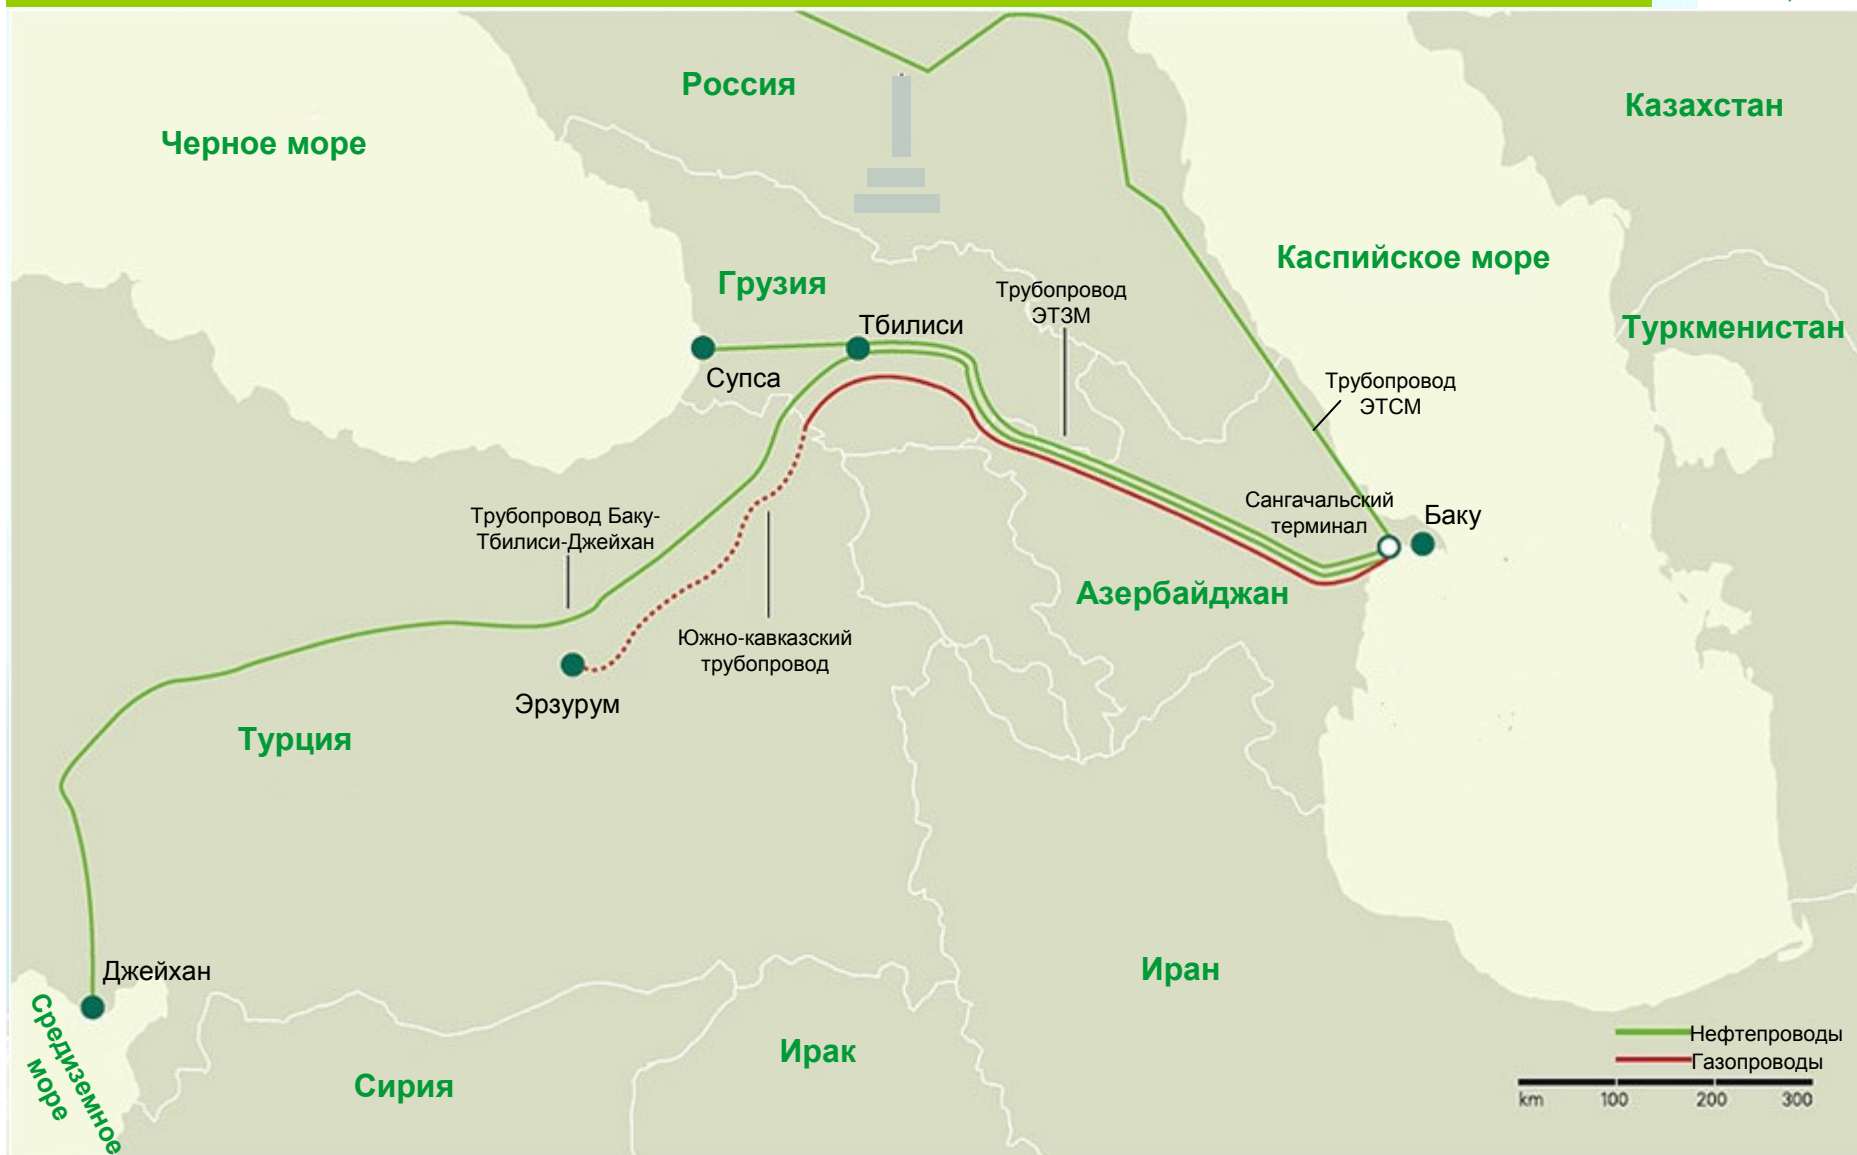 Россия
Казахстан
Черное море
Каспийское море
Грузия
Трубопровод
ЭТЗМ
Тбилиси
Туркменистан
Супса
Трубопровод
ЭТСМ
Сангачальский
терминал
Баку
Трубопровод Баку-
Тбилиси-Джейхан
Азербайджан
Южно-кавказский
трубопровод
Эрзурум
Турция
Джейхан
Иран
Средиземное
море
Ирак
Сирия
Нефтепроводы
Газопроводы
km 100 200 300